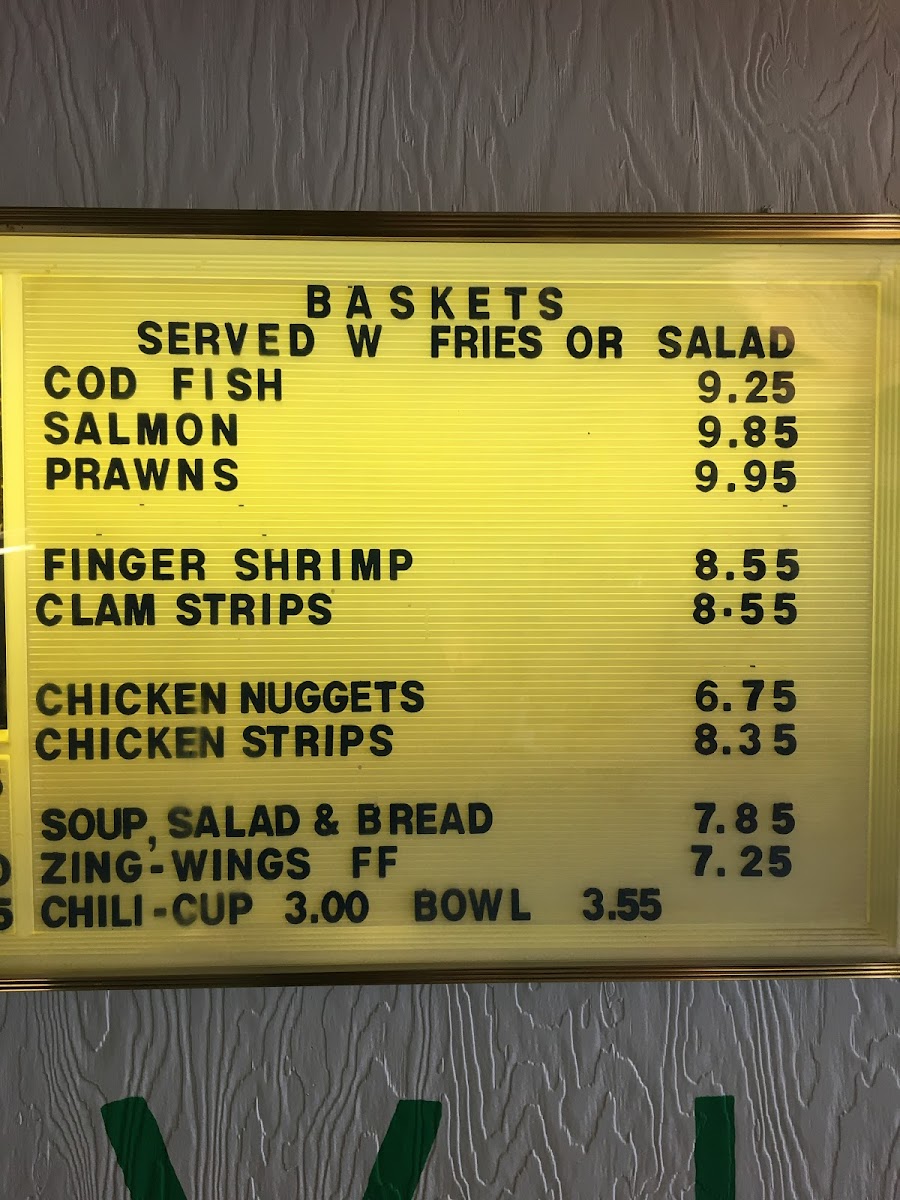 BASKETS
SERVED W FRIES OR SALAD
COD FISH 9.25
SALMON 9.85
PRAWNS 9.95
FINGER SHRIMP 8.55
CLAM STRIPS 8.55
CHICKEN NUGGETS 6.75
CHICKEN STRIPS 8.35
SOUP, SALAD & BREAD 7.85
ZING-WINGS FF 7.25
CHILI-CUP 3.00 BOWL 3.55